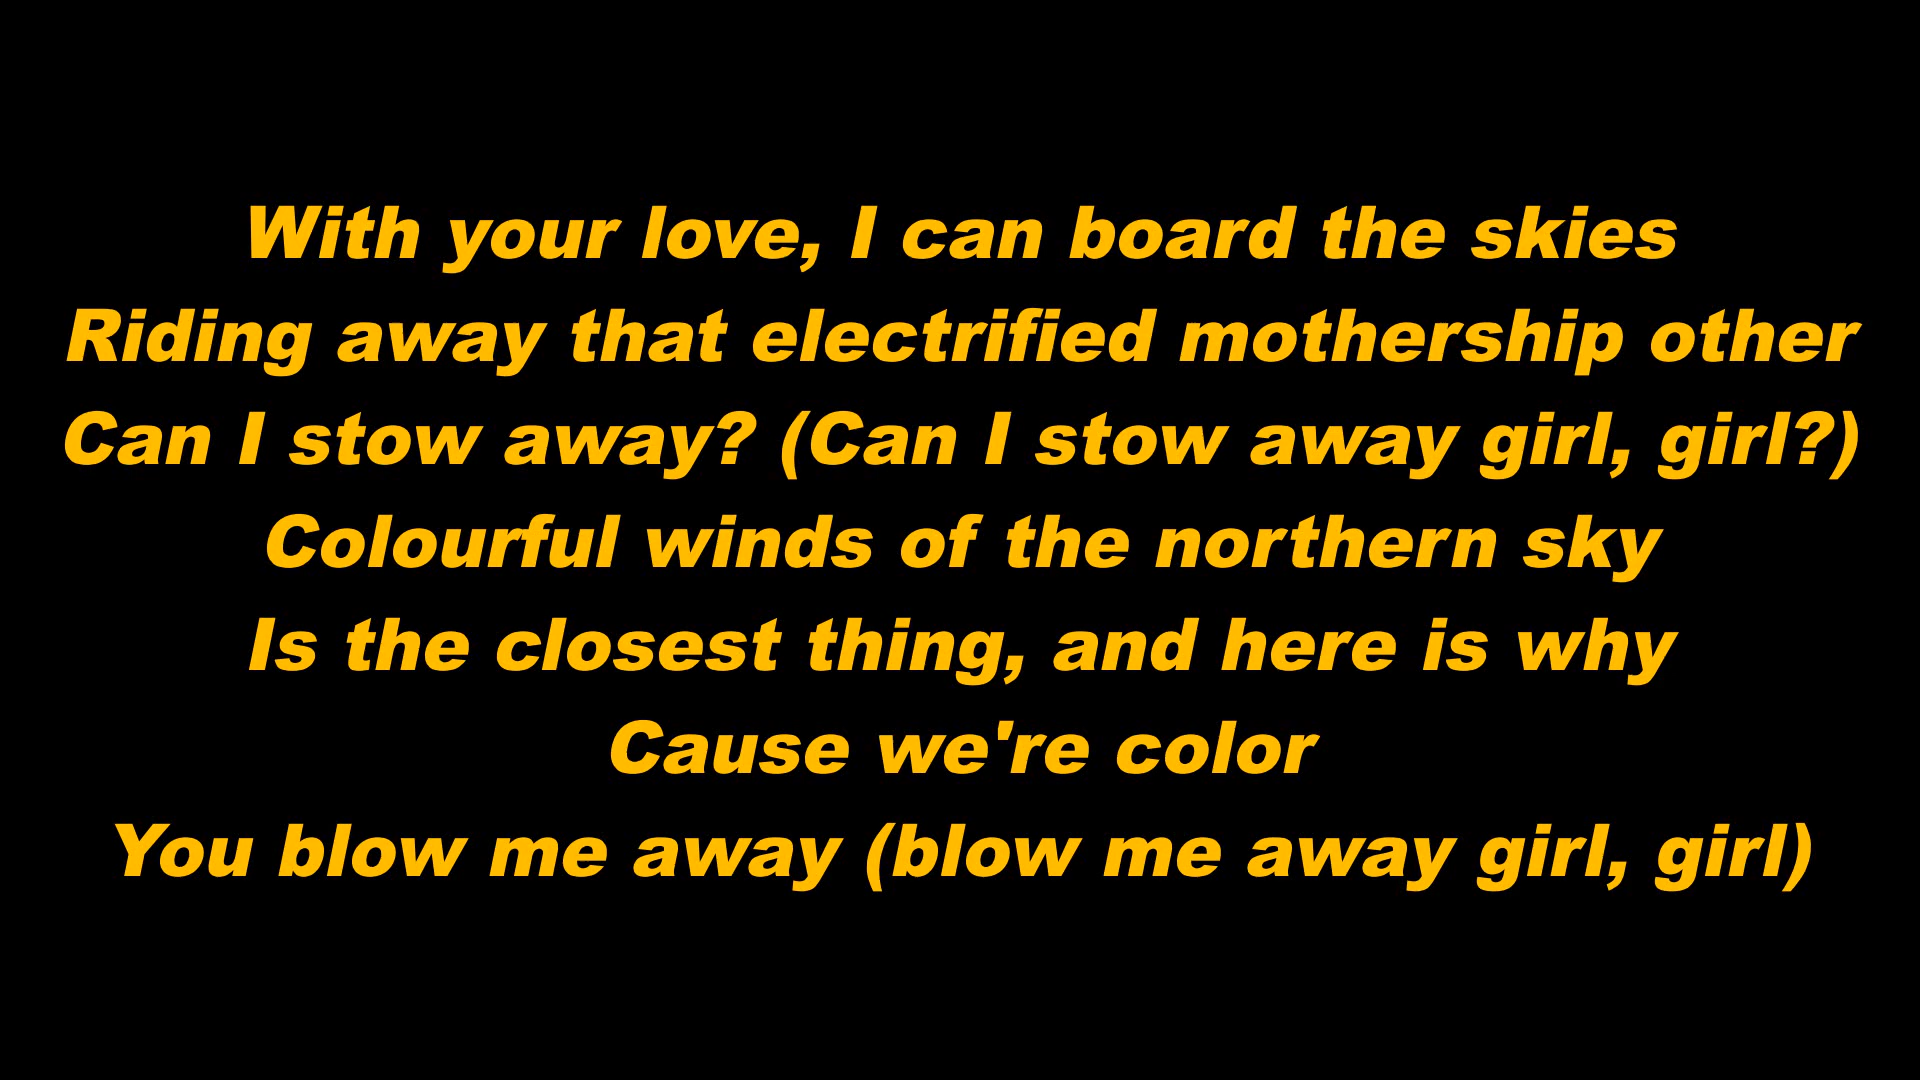 With your love, I can board the skies
Riding away that electrified mothership other
Can I stow away? (Can I stow away girl, girl?)
Colourful winds of the northern sky
Is the closest thing, and here is why
Cause we're color
You blow me away (blow me away girl, girl)